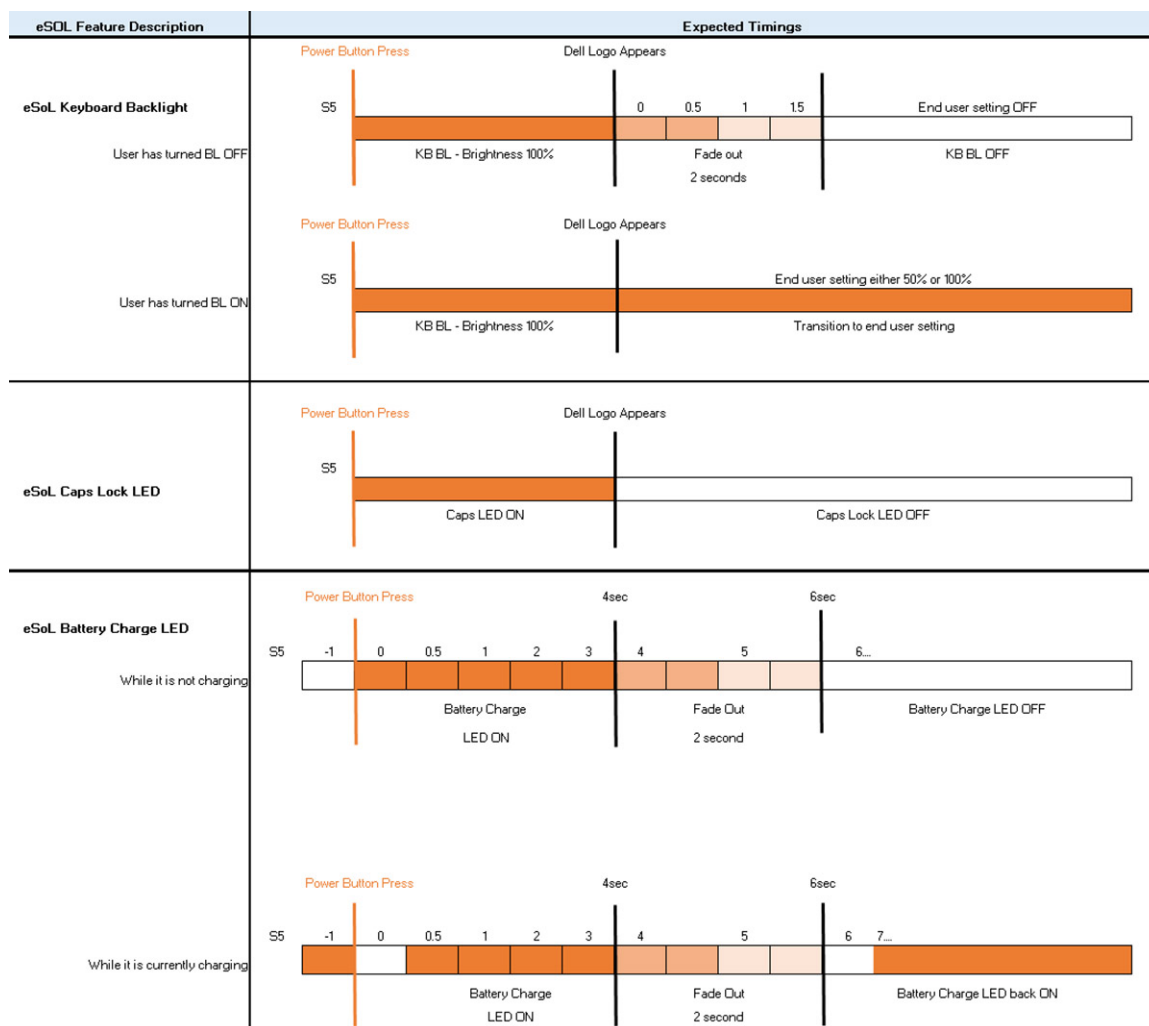 eSOL Feature Description
Expected Timings
Power Button Press
Dell Logo Appears
S5
eSoL Keyboard Backlight
0 0.5 1 1.5
End user setting OFF
User has turned BL OFF
KB BL - Brightness 100%
Fade out
KB BL OFF
2 seconds
Power Button Press
Dell Logo Appears
S5
End user setting either 50% or 100%
User has turned BL ON
KB BL - Brightness 100%
Transition to end user setting
Power Button Press
Dell Logo Appears
S5
eSoL Caps Lock LED
Caps LED ON
Caps Lock LED OFF
Power Button Press
4sec
6sec
eSoL Battery Charge LED
S5 -1 0 0.5 1 2 3 4 5 6....
While it is not charging
Battery Charge
Fade Out
Battery Charge LED OFF
LED ON
2 second
Power Button Press
4sec
6sec
S5 -1 0 0.5 1 2 3 4 5 6 7....
While it is currently charging
Battery Charge
Fade Out
Battery Charge LED back ON
LED ON
2 second